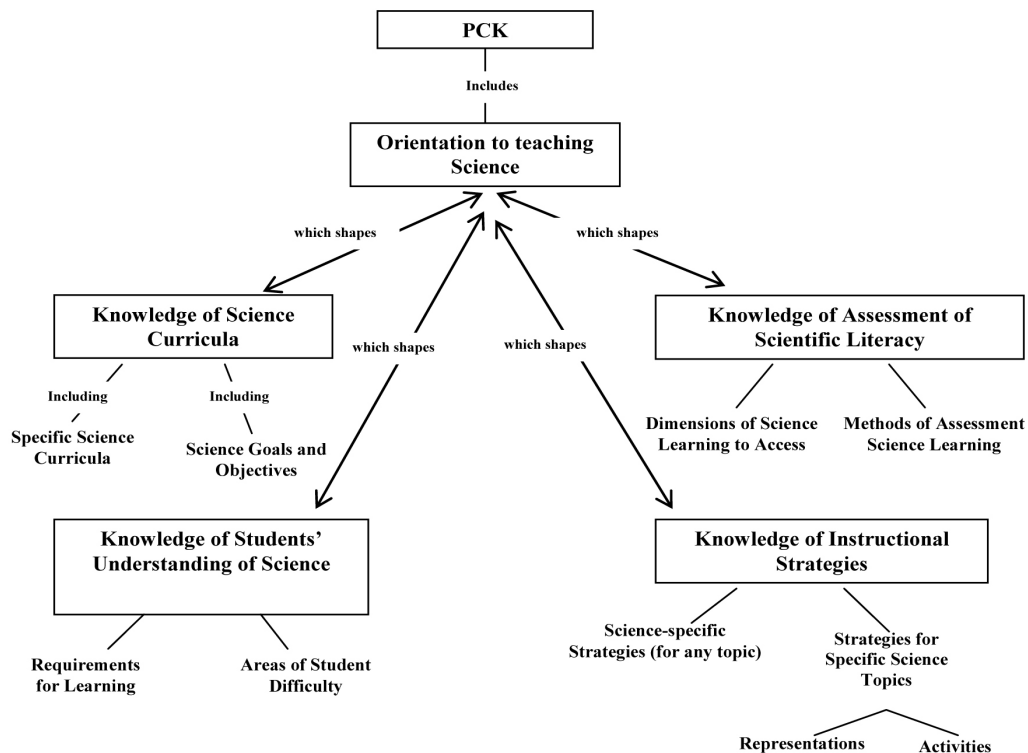 PCK
Includes
Orientation to teaching
Science
which shapes
which shapes
Knowledge of Science
Curricula
Knowledge of Assessment of
Scientific Literacy
which shapes
which shapes
Including
Including
Specific Science
Curricula
Science Goals and
Objectives
Dimensions of Science
Learning to Access
Methods of Assessment
Science Learning
Knowledge of Students’
Understanding of Science
Knowledge of Instructional
Strategies
Requirements
for Learning
Areas of Student
Difficulty
Science-specific
Strategies (for any topic)
Strategies for
Specific Science
Topics
Representations
Activities